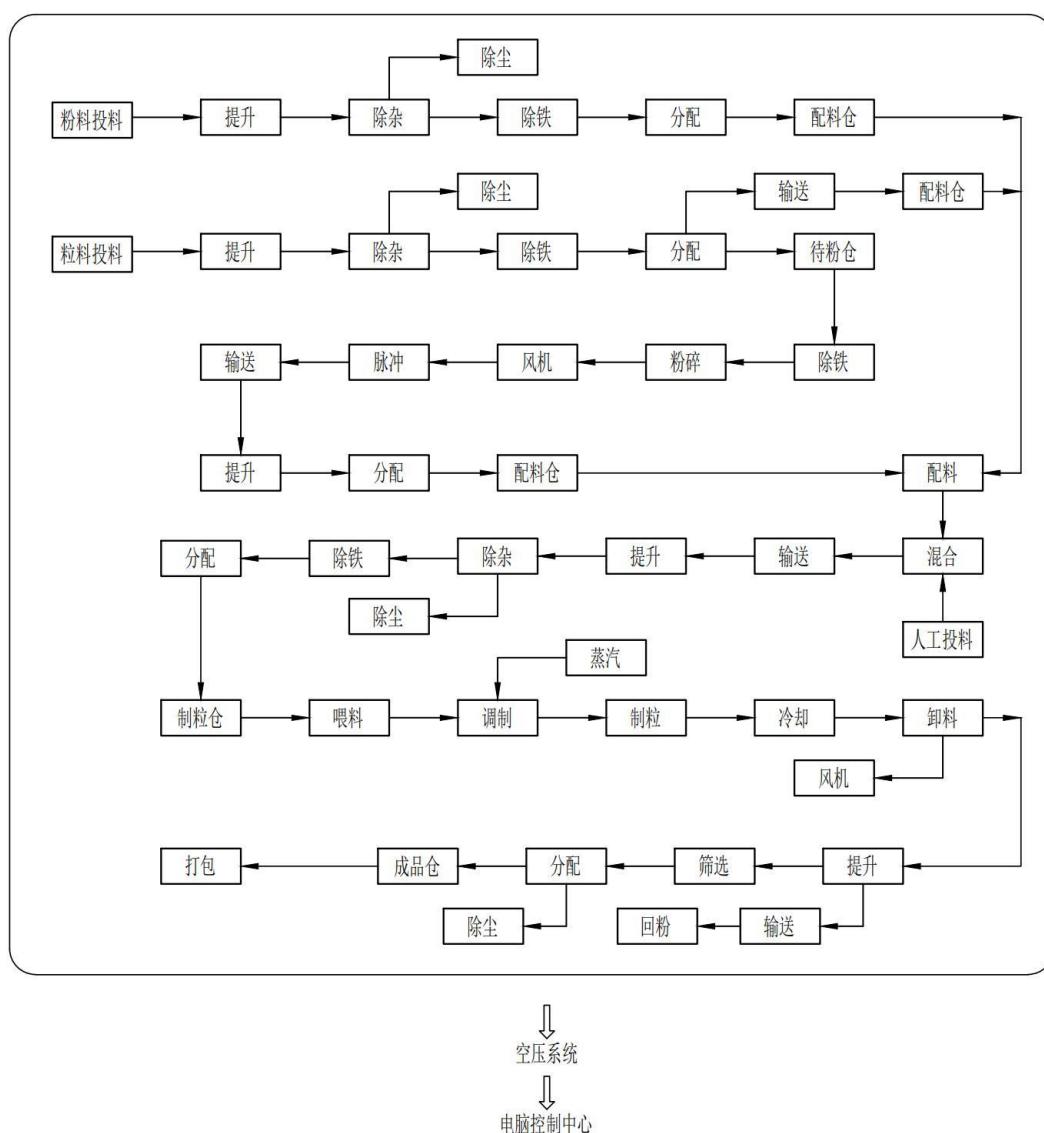 除尘
粉料投料 提升 除杂 除铁 分配 配料仓
除尘 输送 配料仓
粒料投料 提升 除杂 除铁 分配 待粉仓
输送 脉冲 风机 粉碎 除铁
提升 分配 配料仓 配料
分配 除铁 除杂 提升 输送 混合
除尘 人工投料
蒸汽
制粒仓 喂料 调制 制粒 冷却 卸料
风机
打包 成品仓 分配 筛选 提升
除尘 回粉 输送
空压系统
电脑控制中心